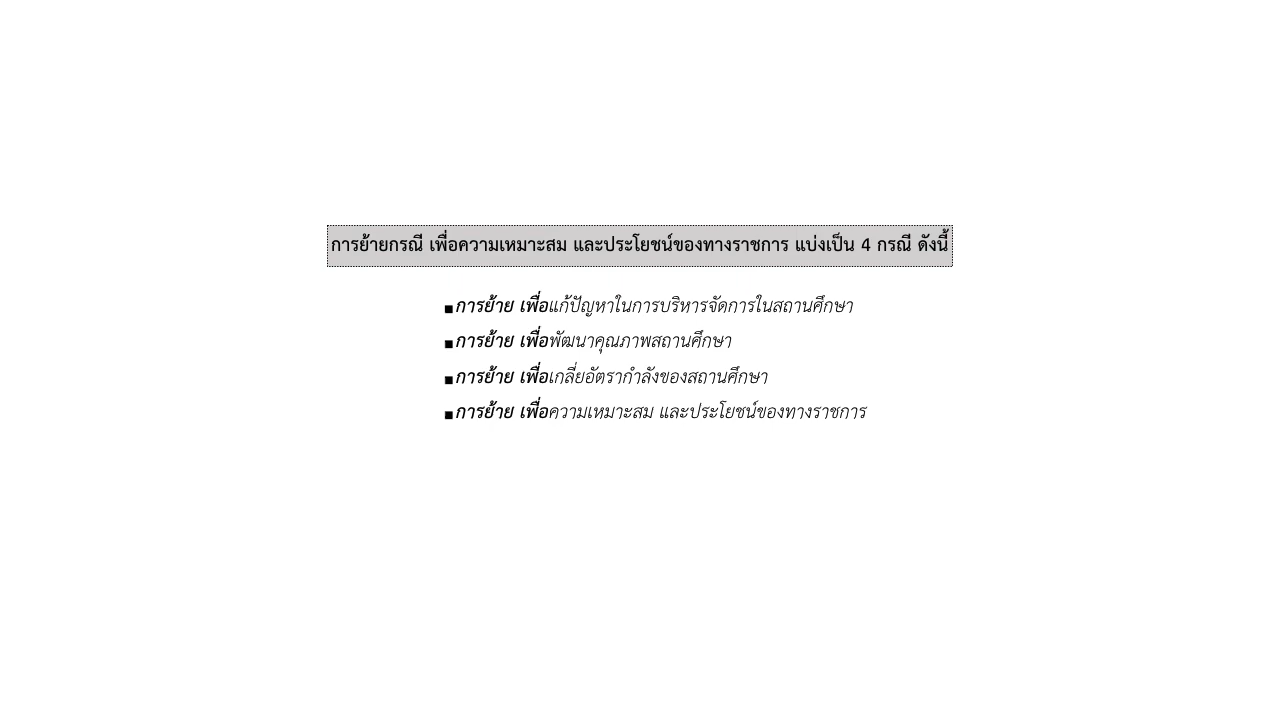 การย้ายกรณี เพื่อความเหมาะสม และประโยชน์ของทางราชการ แบ่งเป็น 4 กรณี ดังนี้
■การย้าย เพื่อแก้ปัญหาในการบริหารจัดการในสถานศึกษา
■การย้าย เพื่อพัฒนาคุณภาพสถานศึกษา
■การย้าย เพื่อเกลี่ยอัตรากำลังของสถานศึกษา
■การย้าย เพื่อความเหมาะสม และประโยชน์ของทางราชการ